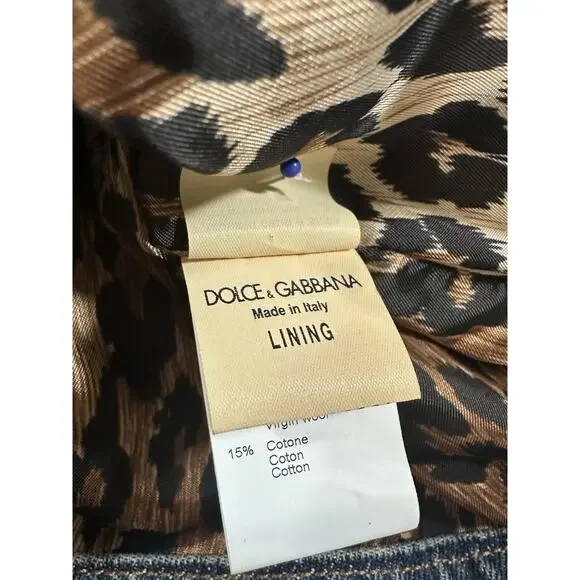 DOLCE & GABBANA
Made in Italy
LINING
Virgin wool
15% Cotone
Coton
Cotton